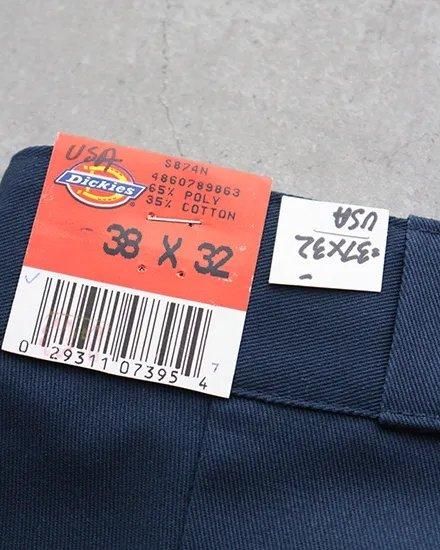 USA
S874N
4860789863
65% POLY
35% COTTON
Dickies
38 X 32
0 29311 07395 4
7
USA
37X32